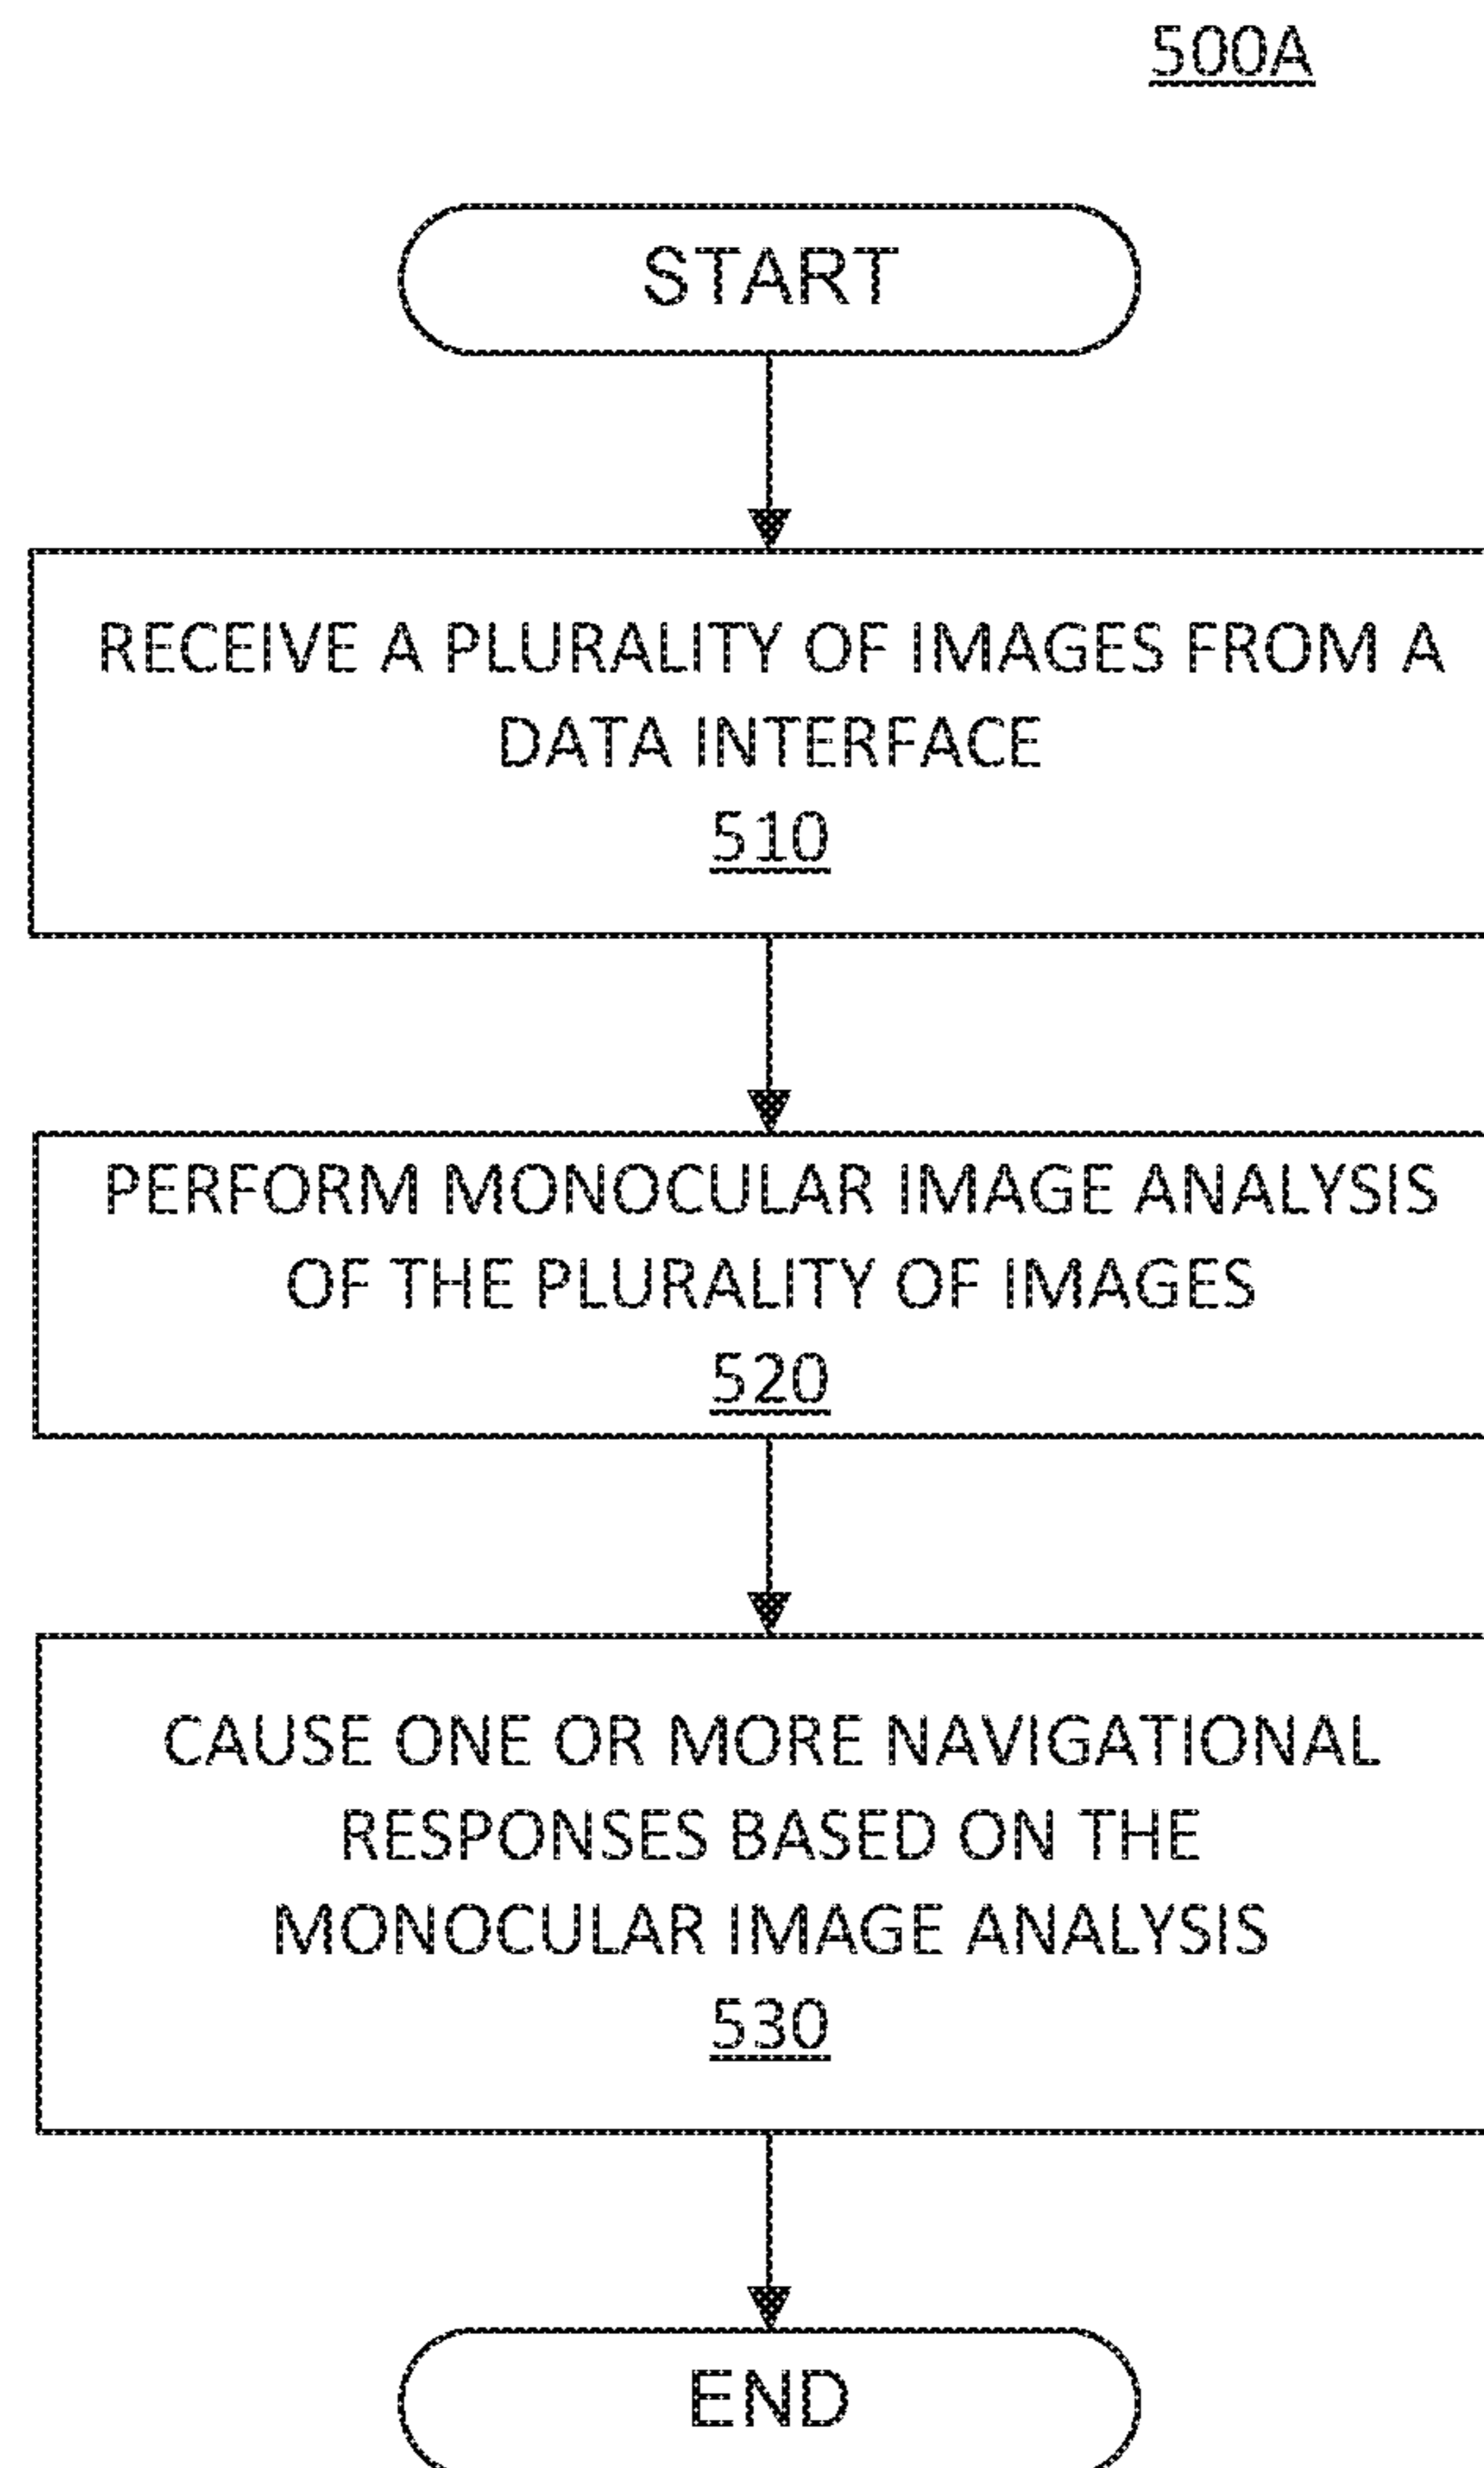 500A
START
RECEIVE A PLURALITY OF IMAGES FROM A
DATA INTERFACE
510
PERFORM MONOCULAR IMAGE ANALYSIS
OF THE PLURALITY OF IMAGES
520
CAUSE ONE OR MORE NAVIGATIONAL
RESPONSES BASED ON THE
MONOCULAR IMAGE ANALYSIS
530
END